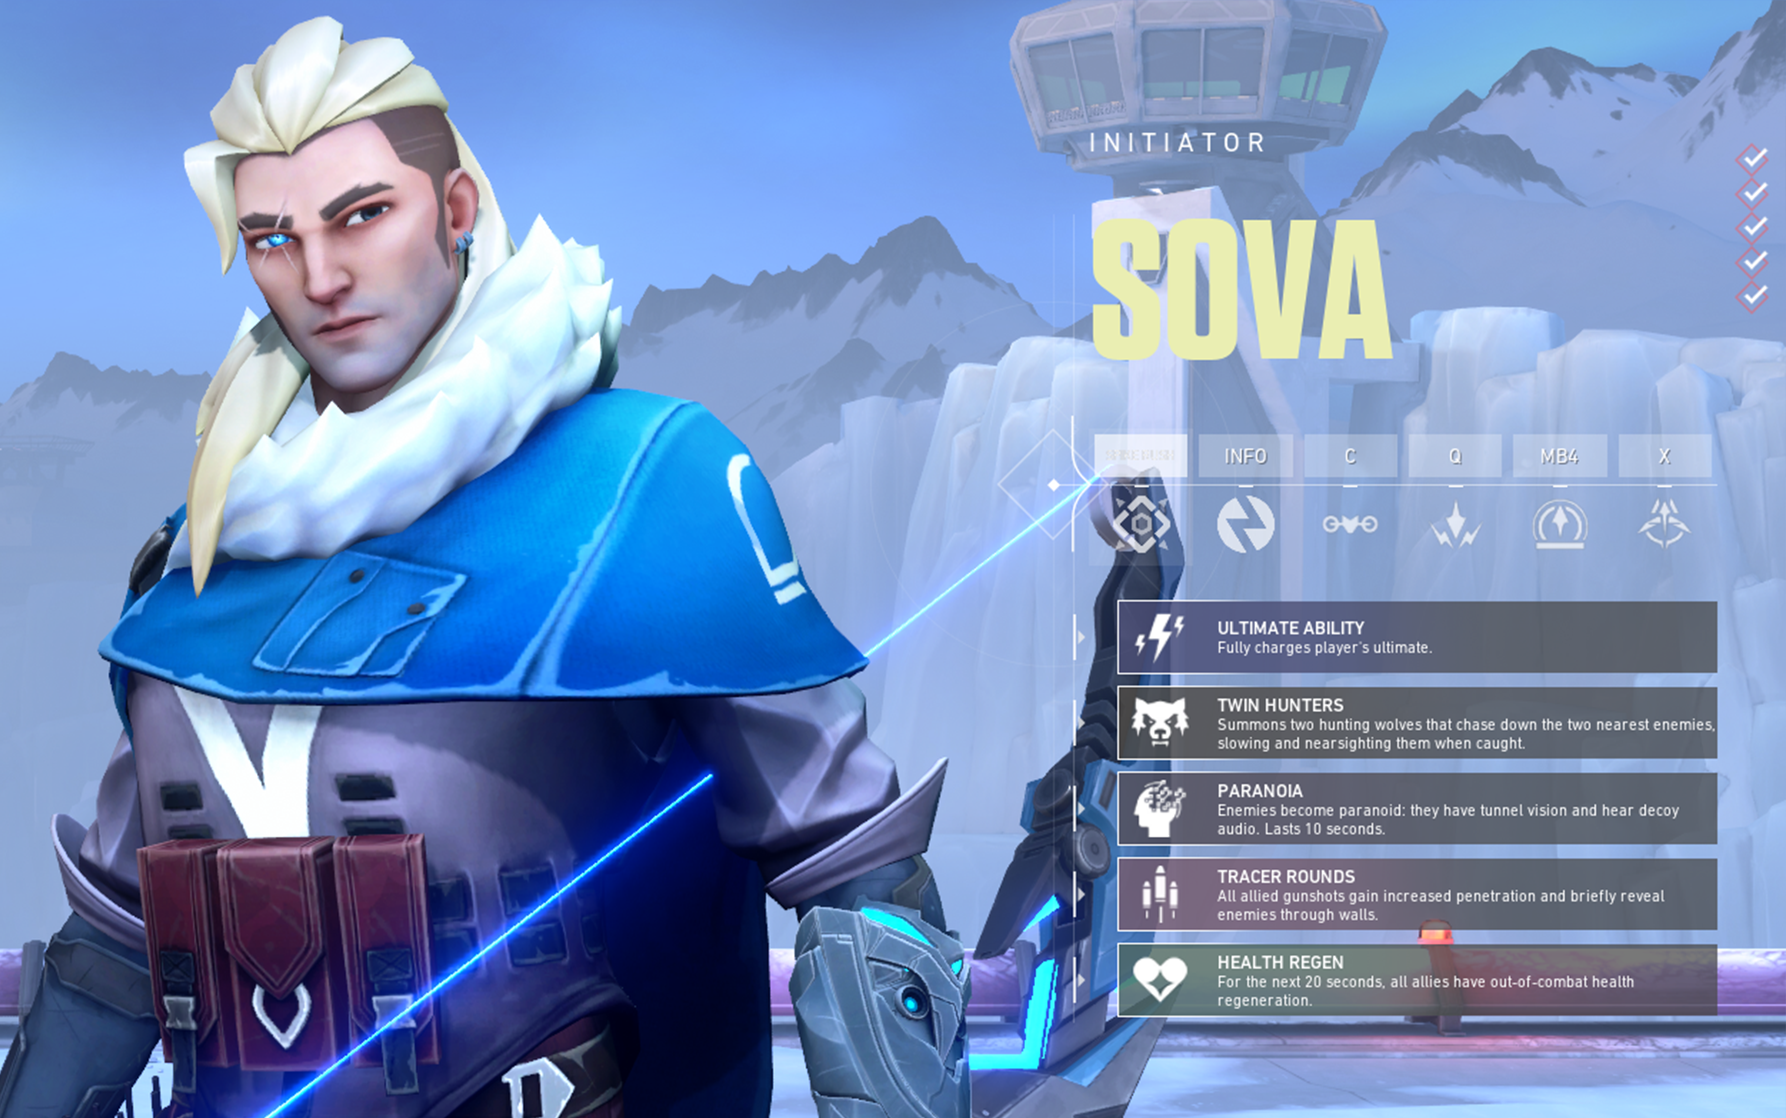 INITIATOR
SOVA
INFO C Q MB4 X
ULTIMATE ABILITY
Fully charges player's ultimate.
TWIN HUNTERS
Summons two hunting wolves that chase down the two nearest enemies,
slowing and nearsighting them when caught.
PARANOIA
Enemies become paranoid: they have tunnel vision and hear decoy
audio. Lasts 10 seconds.
TRACER ROUNDS
All allied gunshots gain increased penetration and briefly reveal
enemies through walls.
HEALTH REGEN
For the next 20 seconds, all allies have out-of-combat health
regeneration.